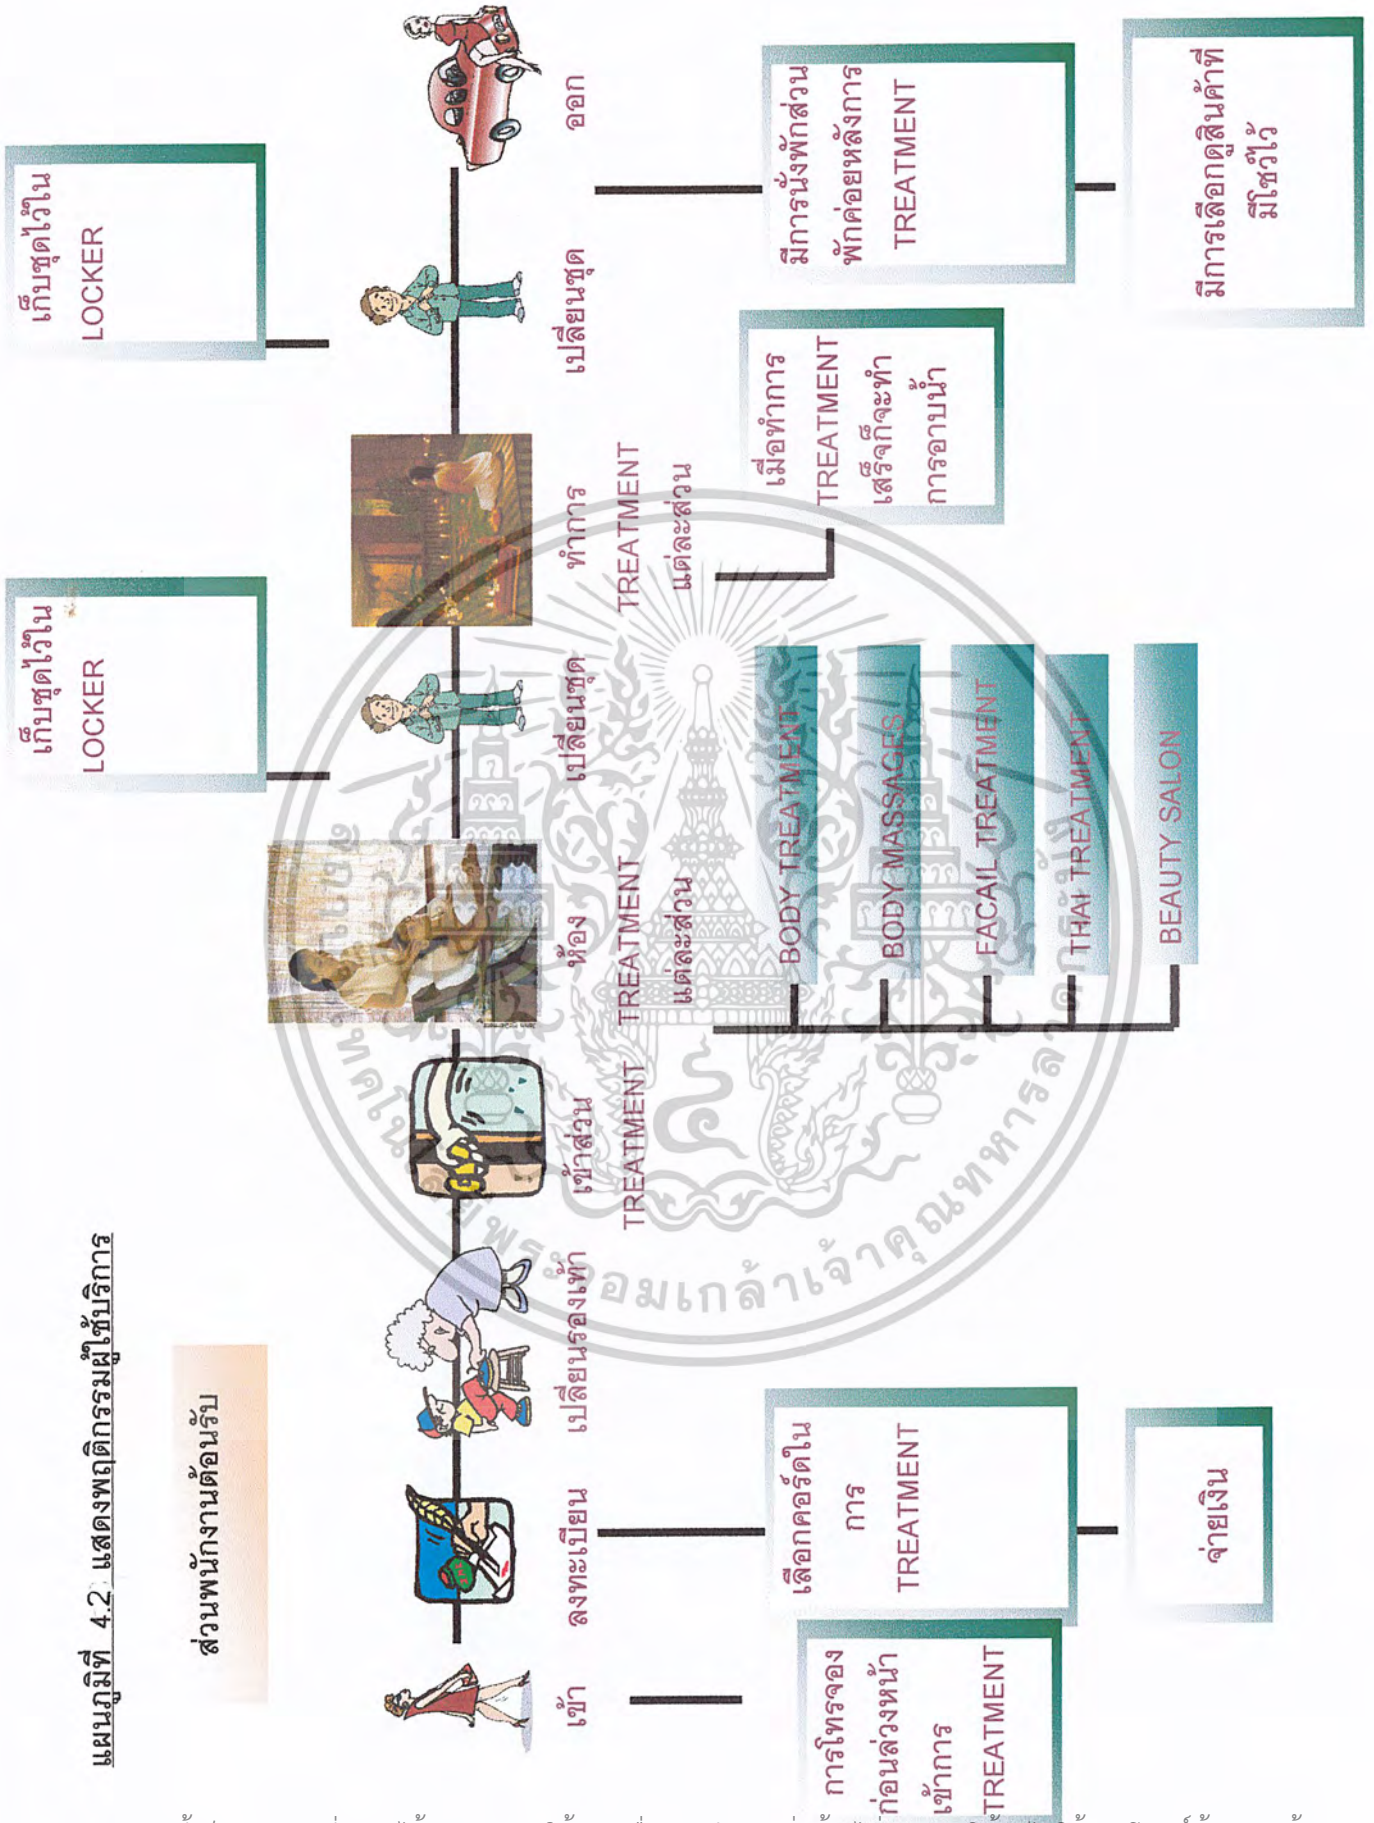 แผนภูมิที่ 4.2 แสดงพฤติกรรมผู้ใช้บริการ
ส่วนพนักงานต้อนรับ
เก็บชุดไว้ใน
LOCKER
เก็บชุดไว้ใน
LOCKER
เข้า
ลงทะเบียน
เปลี่ยนรองเท้า
เข้าส่วน
TREATMENT
ห้อง
TREATMENT
แต่ละส่วน
เปลี่ยนชุด
ทำการ
TREATMENT
แต่ละส่วน
เปลี่ยนชุด
ออก
การโทรจอง
ก่อนล่วงหน้า
เข้าการ
TREATMENT
เลือกคอร์ดใน
การ
TREATMENT
จ่ายเงิน
BODY TREATMENT
BODY MASSAGES
FACAIL TREATMENT
THAI TREATMENT
BEAUTY SALON
เมื่อทำการ
TREATMENT
เสร็จก็จะทำ
การอาบน้ำ
มีการนั่งพักส่วน
พักค่อยหลังการ
TREATMENT
มีการเลือกดูสินค้าที่
มีโชว์ไว้